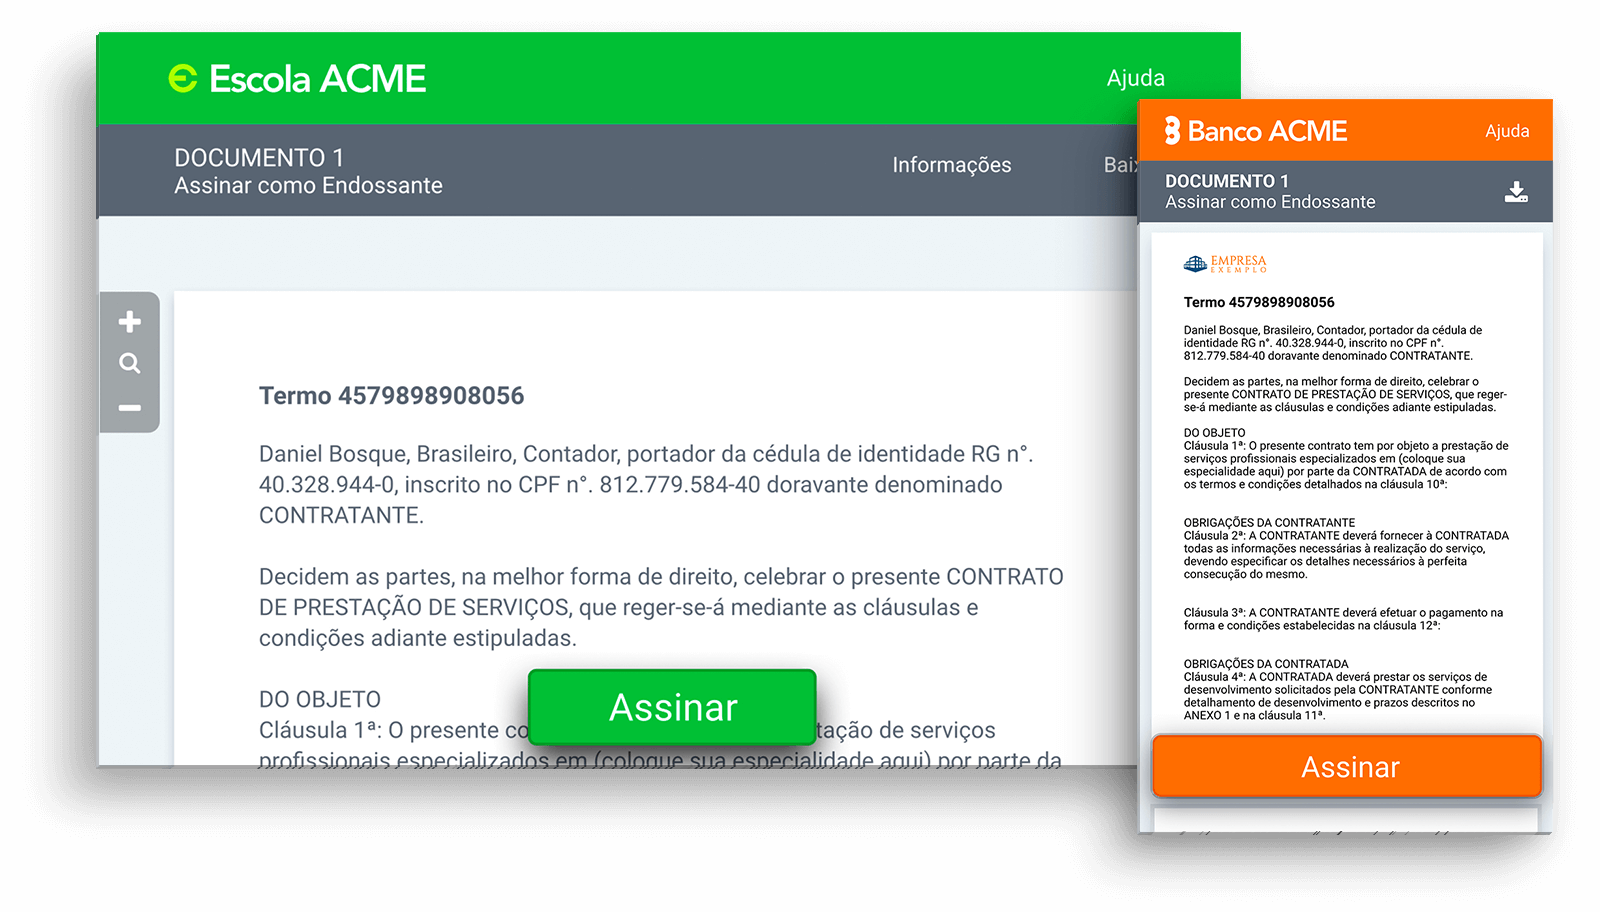 Escola ACME
Ajuda
DOCUMENTO 1
Assinar como Endossante
Informações
Termo 4579898908056
Daniel Bosque, Brasileiro, Contador, portador da cédula de identidade RG n°.
40.328.944-0, inscrito no CPF n°. 812.779.584-40 doravante denominado
CONTRATANTE.
Decidem as partes, na melhor forma de direito, celebrar o presente CONTRATO
DE PRESTAÇÃO DE SERVIÇOS, que reger-se-á mediante as cláusulas e
condições adiante estipuladas.
DO OBJETO
Cláusula 1ª: O presente co tação de serviços
profissionais especializados em (coloque sua especialidade aqui) por parte da
Assinar
Banco ACME
Ajuda
DOCUMENTO 1
Assinar como Endossante
EMPRESA
EXEMPLO
Termo 4579898908056
Daniel Bosque, Brasileiro, Contador, portador da cédula de
identidade RG n°. 40.328.944-0, inscrito no CPF n°.
812.779.584-40 doravante denominado CONTRATANTE.
Decidem as partes, na melhor forma de direito, celebrar o
presente CONTRATO DE PRESTAÇÃO DE SERVIÇOS, que reger-
se-á mediante as cláusulas e condições adiante estipuladas.
DO OBJETO
Cláusula 1ª: O presente contrato tem por objeto a prestação de
serviços profissionais especializados em (coloque sua
especialidade aqui) por parte da CONTRATADA de acordo com
os termos e condições detalhados na cláusula 10ª:
OBRIGAÇÕES DA CONTRATANTE
Cláusula 2ª: A CONTRATANTE deverá fornecer à CONTRATADA
todas as informações necessárias à realização do serviço,
devendo especificar os detalhes necessários à perfeita
consecução do mesmo.
Cláusula 3ª: A CONTRATANTE deverá efetuar o pagamento na
forma e condições estabelecidas na cláusula 12ª:
OBRIGAÇÕES DA CONTRATADA
Cláusula 4ª: A CONTRATADA deverá prestar os serviços de
desenvolvimento solicitados pela CONTRATANTE conforme
detalhamento de desenvolvimento e prazos descritos no
ANEXO 1 e na cláusula 11ª.
Assinar